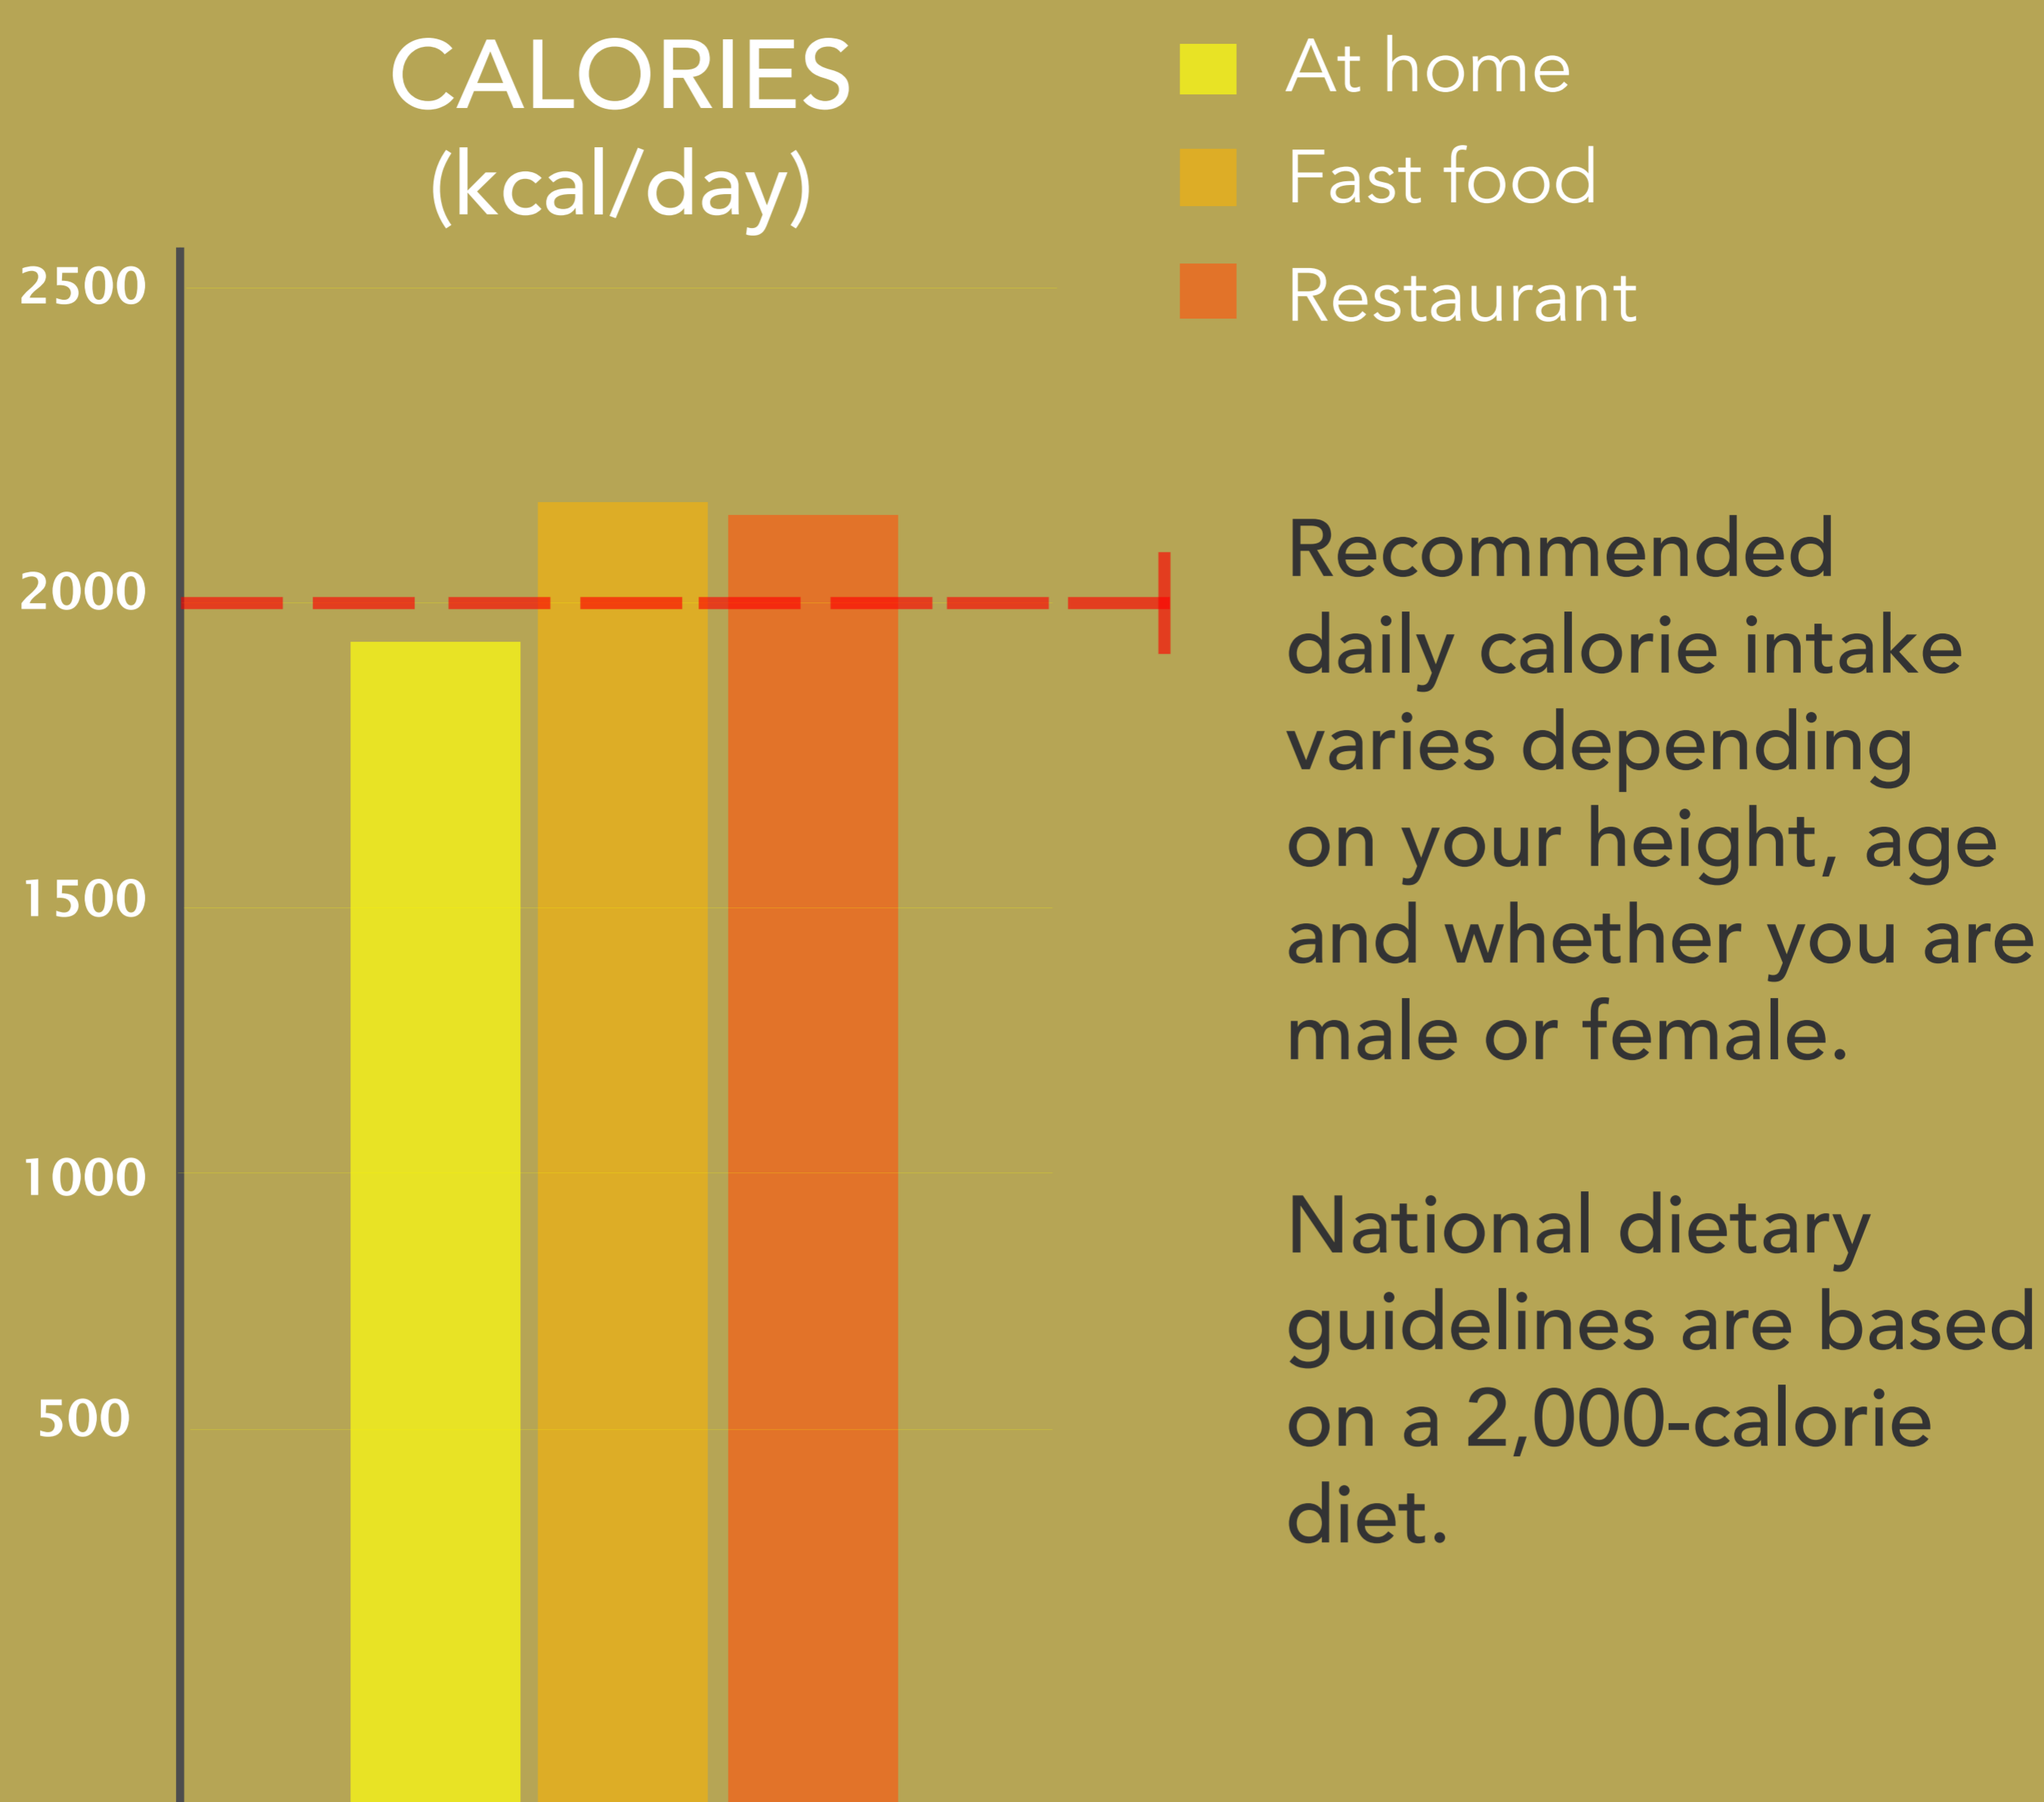 CALORIES
(kcal/day)
At home
Fast food
Restaurant
2500
2000
1500
1000
500
Recommended
daily calorie intake
varies depending
on your height, age
and whether you are
male or female.
National dietary
guidelines are based
on a 2,000-calorie
diet.